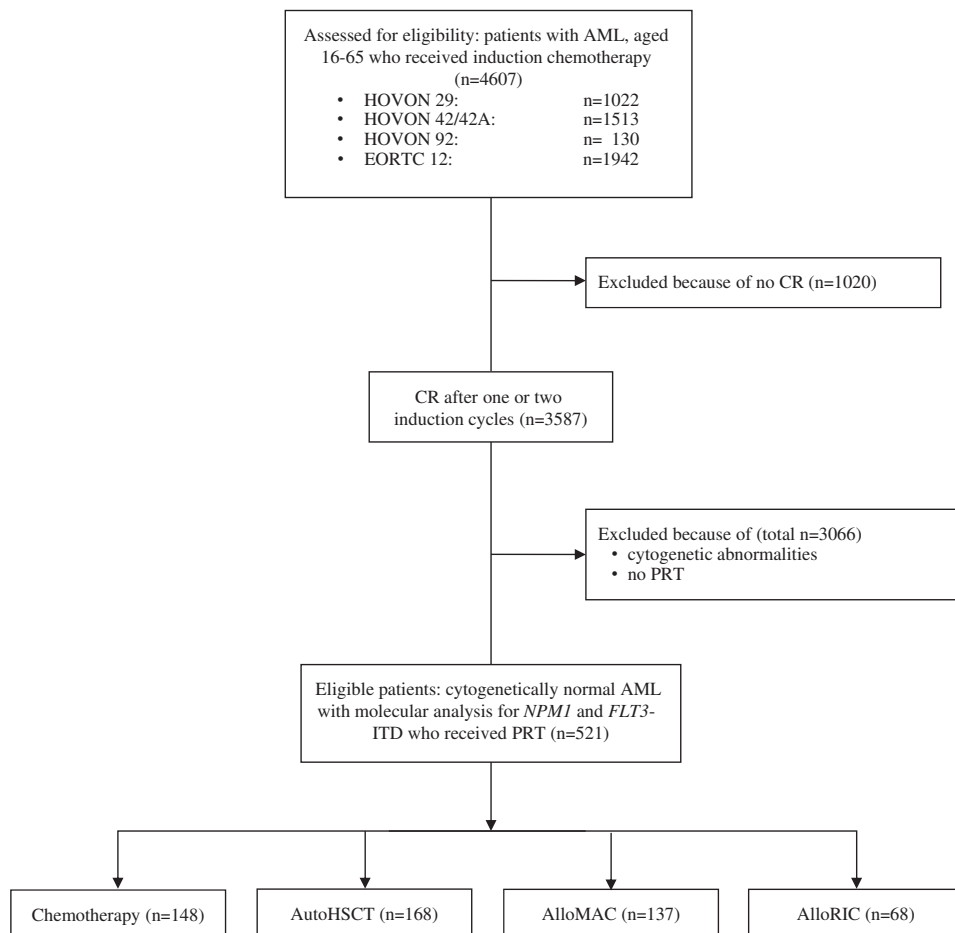 Assessed for eligibility: patients with AML, aged
16-65 who received induction chemotherapy
(n=4607)
• HOVON 29: n=1022
• HOVON 42/42A: n=1513
• HOVON 92: n= 130
• EORTC 12: n=1942
Excluded because of no CR (n=1020)
CR after one or two
induction cycles (n=3587)
Excluded because of (total n=3066)
• cytogenetic abnormalities
• no PRT
Eligible patients: cytogenetically normal AML
with molecular analysis for NPM1 and FLT3-
ITD who received PRT (n=521)
Chemotherapy (n=148)
AutoHSCT (n=168)
AlloMAC (n=137)
AlloRIC (n=68)